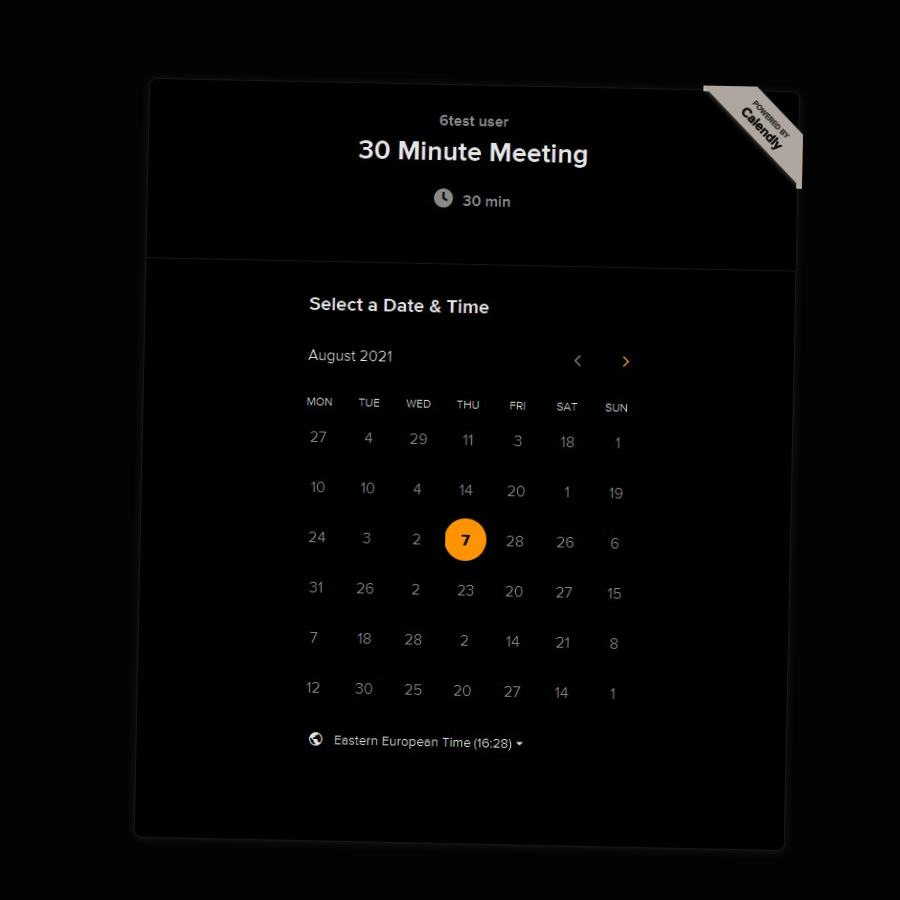 6test user
POWERED BY
Calendly
30 Minute Meeting
30 min
Select a Date & Time
August 2021
MON TUE WED THU FRI SAT SUN
27 4 29 11 3 18 1
10 10 4 14 20 1 19
24 3 2 7 28 26 6
31 26 2 23 20 27 15
7 18 28 2 14 21 8
12 30 25 20 27 14 1
Eastern European Time (16:28)